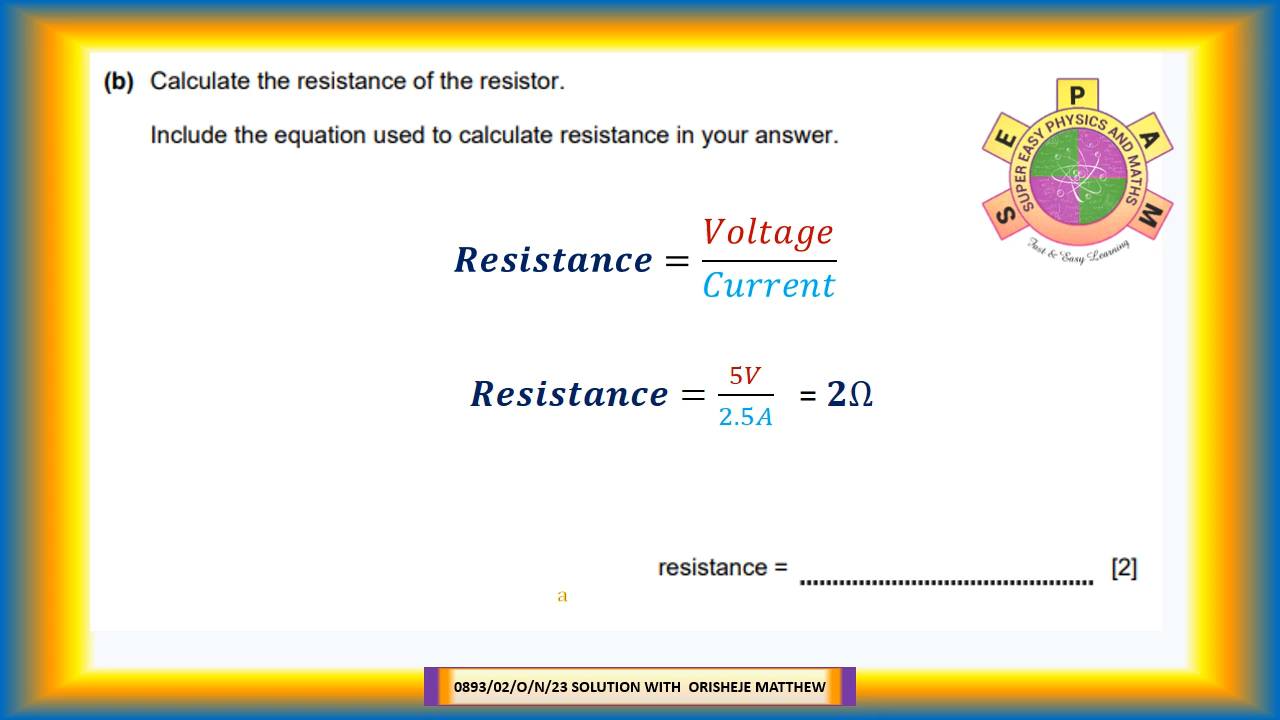 (b) Calculate the resistance of the resistor.
Include the equation used to calculate resistance in your answer.
S E P A M
SUPER EASY PHYSICS AND MATHS
Fast & Easy Learning
Resistance = Voltage / Current
Resistance = 5V / 2.5A = 2Ω
resistance = ............................................ [2]
a
0893/02/O/N/23 SOLUTION WITH ORISHEJE MATTHEW